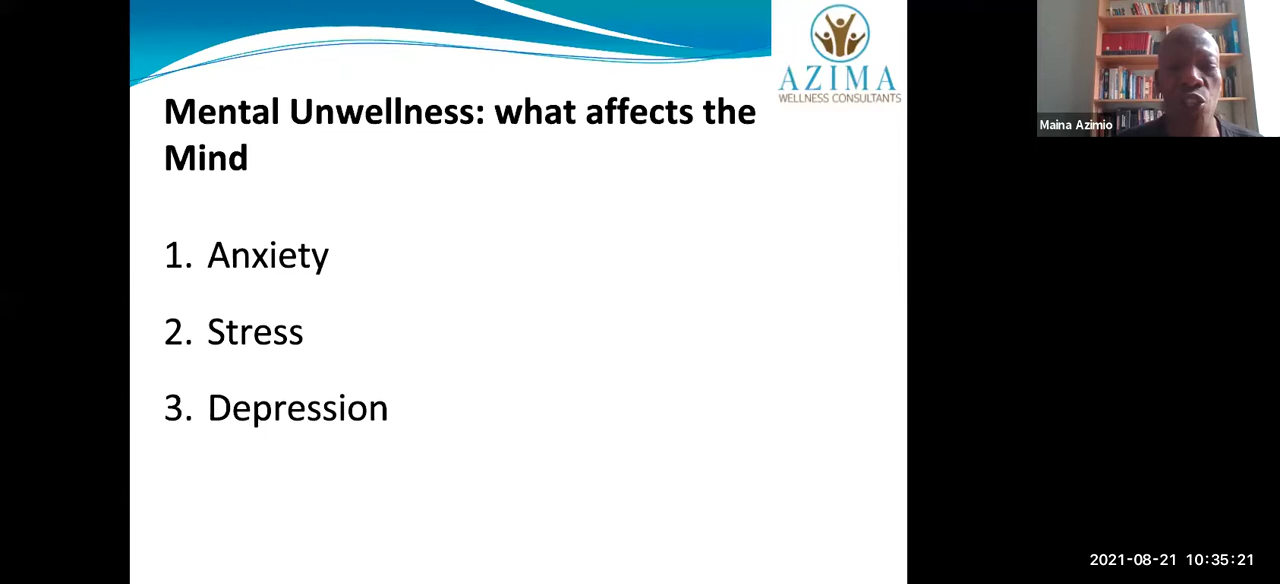 AZIMA
WELLNESS CONSULTANTS
Mental Unwellness: what affects the
Mind
1. Anxiety
2. Stress
3. Depression
Maina Azimio
2021-08-21 10:35:21